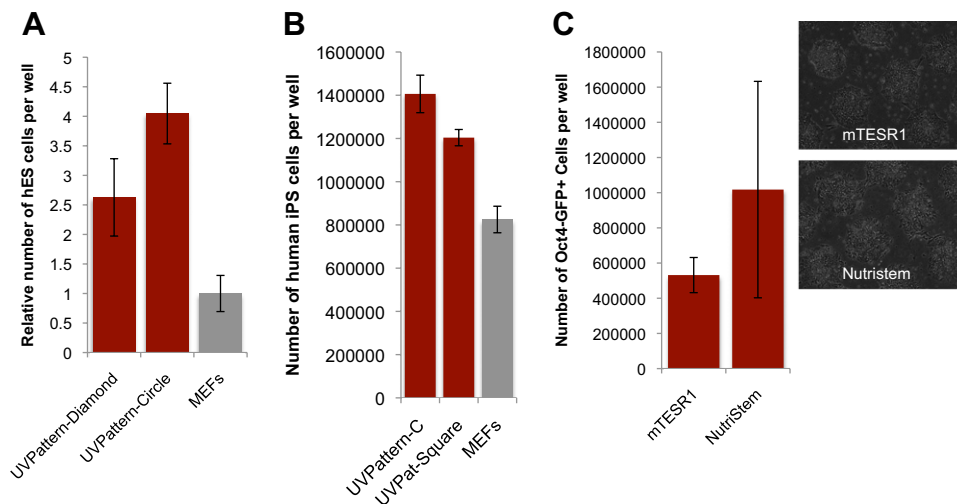 A
Relative number of hES cells per well
5
4.5
4
3.5
3
2.5
2
1.5
1
0.5
0
UVPattern-Diamond
UVPattern-Circle
MEFs
B
Number of human iPS cells per well
1600000
1400000
1200000
1000000
800000
600000
400000
200000
0
UVPattern-C
UVPat-Square
MEFs
C
Number of Oct4-GFP+ Cells per well
1800000
1600000
1400000
1200000
1000000
800000
600000
400000
200000
0
mTESR1
NutriStem
mTESR1
Nutristem